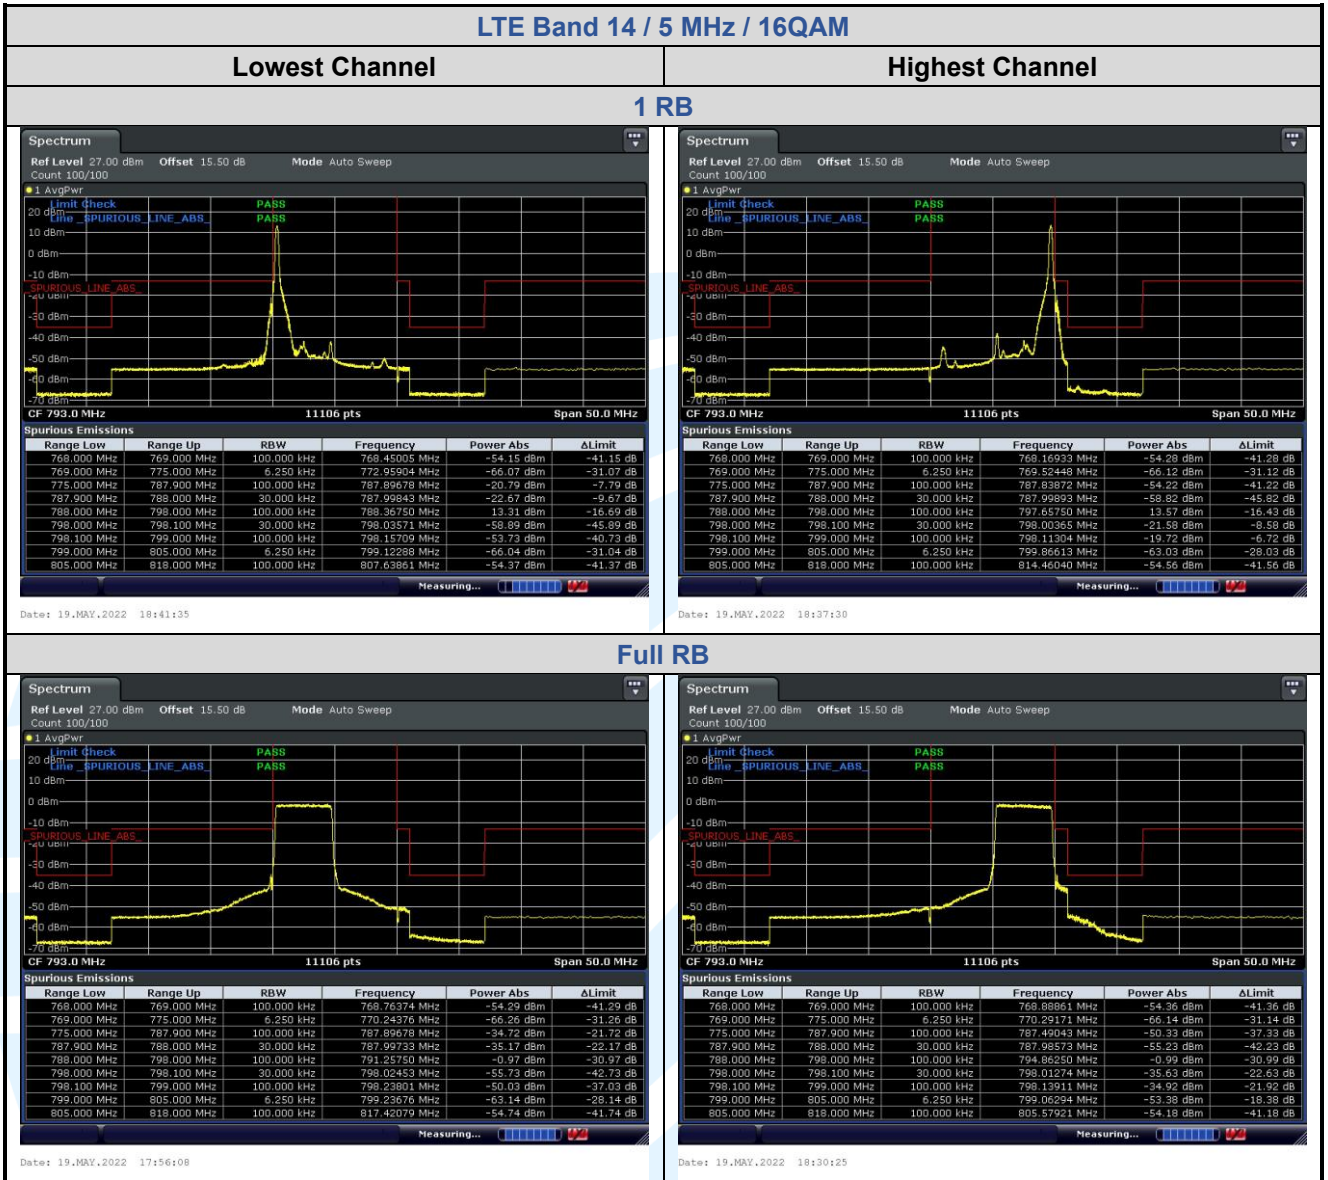 LTE Band 14 / 5 MHz / 16QAM
Lowest Channel
Highest Channel
1 RB
Spectrum
Ref Level 27.00 dBm Offset 15.50 dB Mode Auto Sweep
Count 100/100
1 AvgPwr
Limit Check PASS
Line _SPURIOUS_LINE_ABS_ PASS
20 dBm
10 dBm
0 dBm
-10 dBm
_SPURIOUS_LINE_ABS_
-20 dBm
-30 dBm
-40 dBm
-50 dBm
-60 dBm
-70 dBm
CF 793.0 MHz 11106 pts Span 50.0 MHz
Spurious Emissions
Range Low Range Up RBW Frequency Power Abs ΔLimit
768.000 MHz 769.000 MHz 100.000 kHz 768.45005 MHz -54.15 dBm -41.15 dB
769.000 MHz 775.000 MHz 6.250 kHz 772.95904 MHz -66.07 dBm -31.07 dB
775.000 MHz 787.900 MHz 100.000 kHz 787.89678 MHz -20.79 dBm -7.79 dB
787.900 MHz 788.000 MHz 30.000 kHz 787.99843 MHz -22.67 dBm -9.67 dB
788.000 MHz 798.000 MHz 100.000 kHz 788.36750 MHz 13.31 dBm -16.69 dB
798.000 MHz 798.100 MHz 30.000 kHz 798.03571 MHz -58.89 dBm -45.89 dB
798.100 MHz 799.000 MHz 100.000 kHz 798.15709 MHz -53.73 dBm -40.73 dB
799.000 MHz 805.000 MHz 6.250 kHz 799.12288 MHz -66.04 dBm -31.04 dB
805.000 MHz 818.000 MHz 100.000 kHz 807.63861 MHz -54.37 dBm -41.37 dB
Measuring...
Date: 19.MAY.2022 18:41:35
Spectrum
Ref Level 27.00 dBm Offset 15.50 dB Mode Auto Sweep
Count 100/100
1 AvgPwr
Limit Check PASS
Line _SPURIOUS_LINE_ABS_ PASS
20 dBm
10 dBm
0 dBm
-10 dBm
_SPURIOUS_LINE_ABS_
-20 dBm
-30 dBm
-40 dBm
-50 dBm
-60 dBm
-70 dBm
CF 793.0 MHz 11106 pts Span 50.0 MHz
Spurious Emissions
Range Low Range Up RBW Frequency Power Abs ΔLimit
768.000 MHz 769.000 MHz 100.000 kHz 768.16933 MHz -54.28 dBm -41.28 dB
769.000 MHz 775.000 MHz 6.250 kHz 769.52448 MHz -66.12 dBm -31.12 dB
775.000 MHz 787.900 MHz 100.000 kHz 787.83872 MHz -54.22 dBm -41.22 dB
787.900 MHz 788.000 MHz 30.000 kHz 787.99893 MHz -58.82 dBm -45.82 dB
788.000 MHz 798.000 MHz 100.000 kHz 797.65750 MHz 13.57 dBm -16.43 dB
798.000 MHz 798.100 MHz 30.000 kHz 798.00365 MHz -21.58 dBm -8.58 dB
798.100 MHz 799.000 MHz 100.000 kHz 798.11304 MHz -19.72 dBm -6.72 dB
799.000 MHz 805.000 MHz 6.250 kHz 799.86613 MHz -63.03 dBm -28.03 dB
805.000 MHz 818.000 MHz 100.000 kHz 814.46040 MHz -54.56 dBm -41.56 dB
Measuring...
Date: 19.MAY.2022 18:37:30
Full RB
Spectrum
Ref Level 27.00 dBm Offset 15.50 dB Mode Auto Sweep
Count 100/100
1 AvgPwr
Limit Check PASS
Line _SPURIOUS_LINE_ABS_ PASS
20 dBm
10 dBm
0 dBm
-10 dBm
_SPURIOUS_LINE_ABS_
-20 dBm
-30 dBm
-40 dBm
-50 dBm
-60 dBm
-70 dBm
CF 793.0 MHz 11106 pts Span 50.0 MHz
Spurious Emissions
Range Low Range Up RBW Frequency Power Abs ΔLimit
768.000 MHz 769.000 MHz 100.000 kHz 768.76374 MHz -54.29 dBm -41.29 dB
769.000 MHz 775.000 MHz 6.250 kHz 770.24376 MHz -66.26 dBm -31.26 dB
775.000 MHz 787.900 MHz 100.000 kHz 787.89678 MHz -34.72 dBm -21.72 dB
787.900 MHz 788.000 MHz 30.000 kHz 787.99733 MHz -35.17 dBm -22.17 dB
788.000 MHz 798.000 MHz 100.000 kHz 791.25750 MHz -0.97 dBm -30.97 dB
798.000 MHz 798.100 MHz 30.000 kHz 798.02453 MHz -55.73 dBm -42.73 dB
798.100 MHz 799.000 MHz 100.000 kHz 798.23801 MHz -50.03 dBm -37.03 dB
799.000 MHz 805.000 MHz 6.250 kHz 799.23676 MHz -63.14 dBm -28.14 dB
805.000 MHz 818.000 MHz 100.000 kHz 817.42079 MHz -54.74 dBm -41.74 dB
Measuring...
Date: 19.MAY.2022 17:56:08
Spectrum
Ref Level 27.00 dBm Offset 15.50 dB Mode Auto Sweep
Count 100/100
1 AvgPwr
Limit Check PASS
Line _SPURIOUS_LINE_ABS_ PASS
20 dBm
10 dBm
0 dBm
-10 dBm
_SPURIOUS_LINE_ABS_
-20 dBm
-30 dBm
-40 dBm
-50 dBm
-60 dBm
-70 dBm
CF 793.0 MHz 11106 pts Span 50.0 MHz
Spurious Emissions
Range Low Range Up RBW Frequency Power Abs ΔLimit
768.000 MHz 769.000 MHz 100.000 kHz 768.88861 MHz -54.36 dBm -41.36 dB
769.000 MHz 775.000 MHz 6.250 kHz 770.29171 MHz -66.14 dBm -31.14 dB
775.000 MHz 787.900 MHz 100.000 kHz 787.49043 MHz -50.33 dBm -37.33 dB
787.900 MHz 788.000 MHz 30.000 kHz 787.98573 MHz -55.23 dBm -42.23 dB
788.000 MHz 798.000 MHz 100.000 kHz 794.86250 MHz -0.99 dBm -30.99 dB
798.000 MHz 798.100 MHz 30.000 kHz 798.01274 MHz -35.63 dBm -22.63 dB
798.100 MHz 799.000 MHz 100.000 kHz 798.13911 MHz -34.92 dBm -21.92 dB
799.000 MHz 805.000 MHz 6.250 kHz 799.06294 MHz -53.38 dBm -18.38 dB
805.000 MHz 818.000 MHz 100.000 kHz 805.57921 MHz -54.18 dBm -41.18 dB
Measuring...
Date: 19.MAY.2022 18:30:25